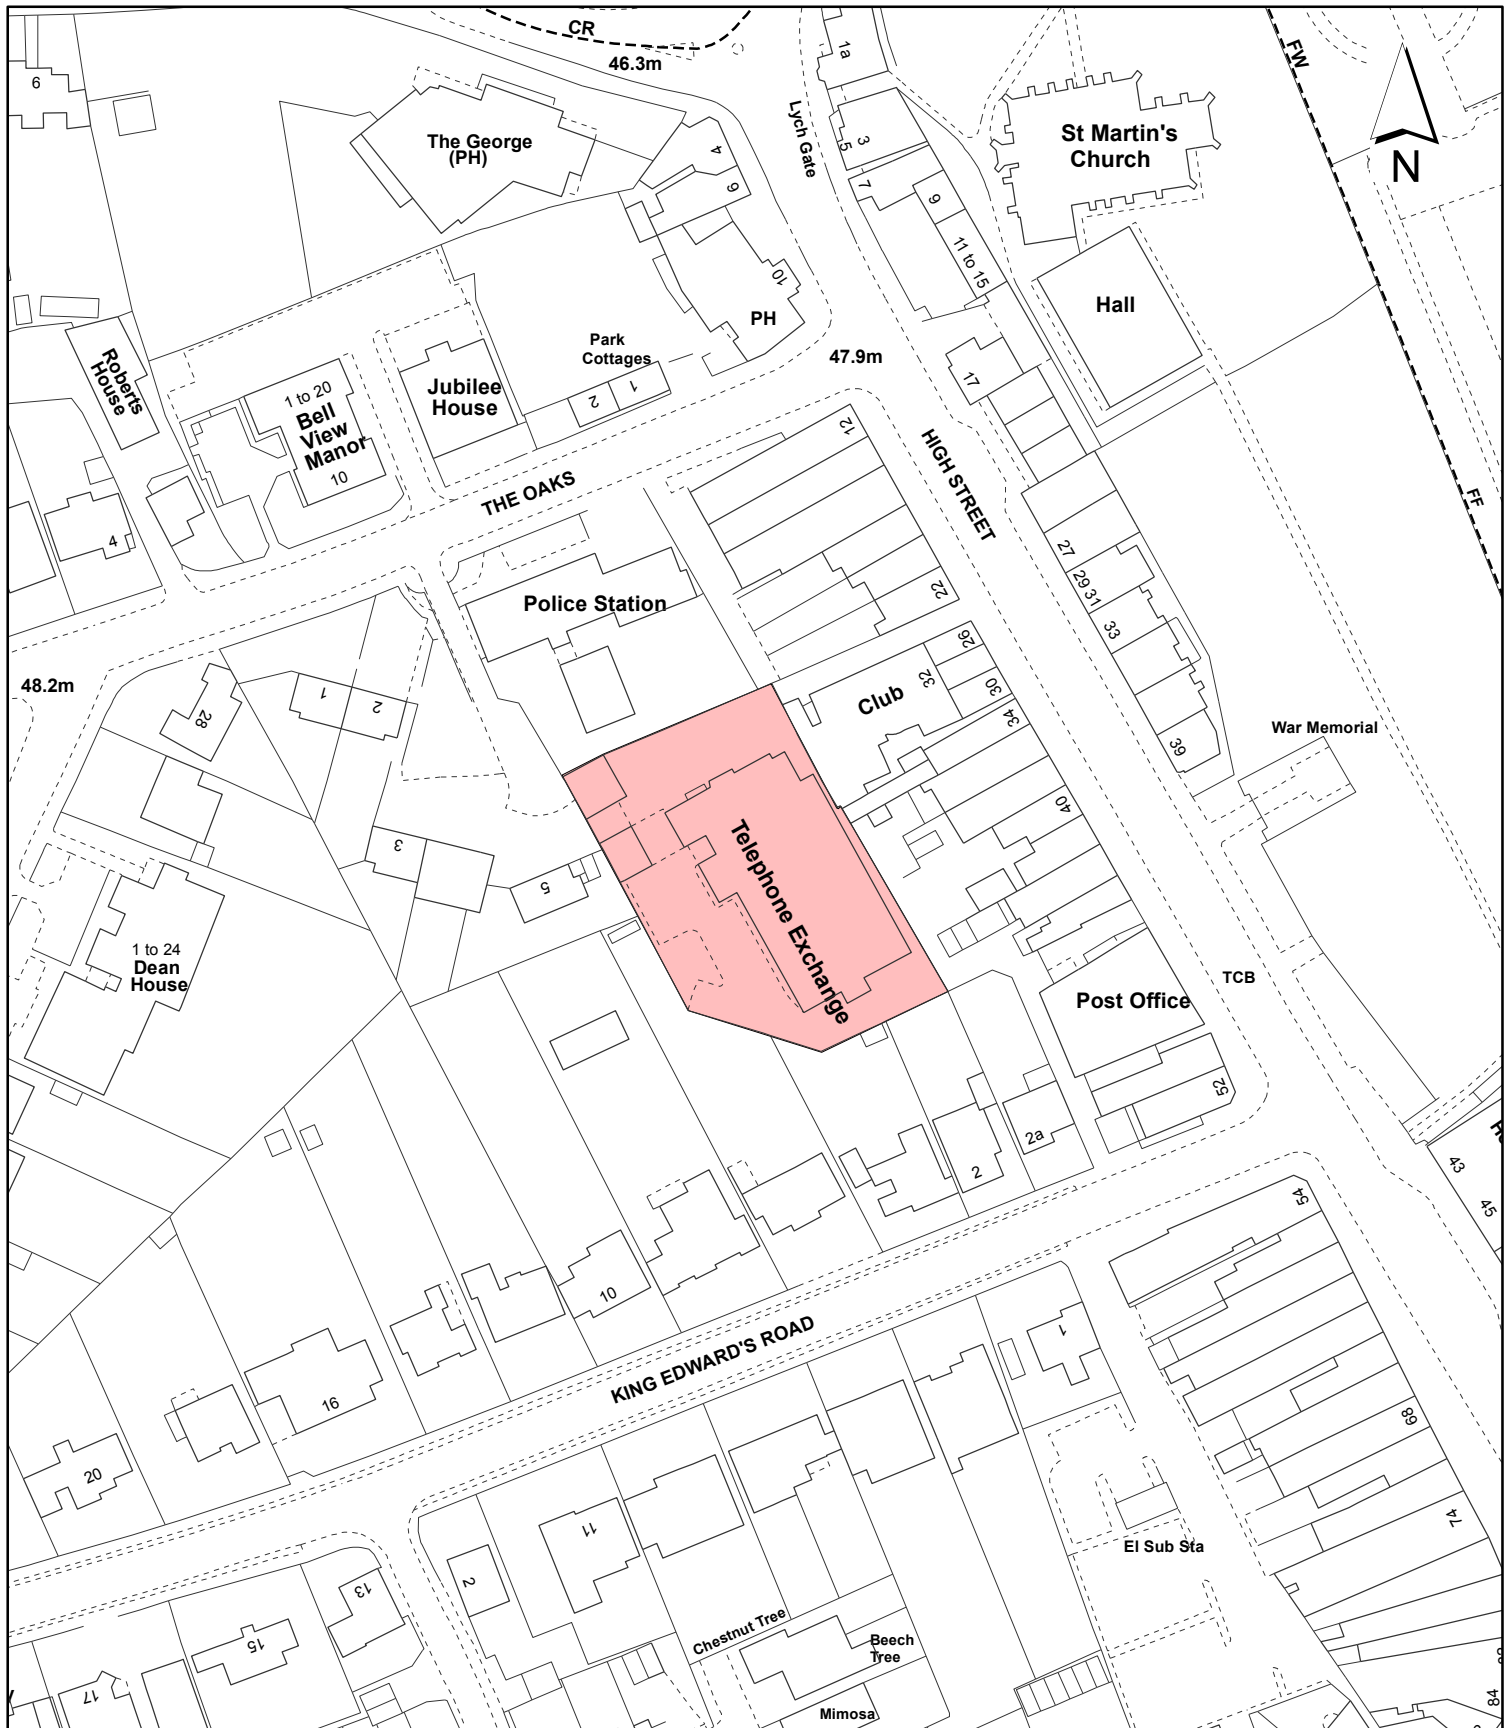 CR
46.3m
1a
FW
6
Lych Gate
The George
(PH)
4
6
3
5
7
9
11 to 15
St Martin's
Church
N
10
PH
Hall
Roberts
House
1 to 20
Bell
View
Manor
10
Jubilee
House
Park
Cottages
1
2
47.9m
17
12
THE OAKS
HIGH STREET
FF
4
27
29
31
33
39
Police Station
22
26
32
30
34
Club
48.2m
28
1
2
War Memorial
40
3
5
Telephone Exchange
1 to 24
Dean
House
TCB
Post Office
52
2a
2
43
45
54
10
KING EDWARD'S ROAD
1
16
68
20
74
11
El Sub Sta
2
13
15
17
Chestnut Tree
Beech
Tree
Mimosa
84